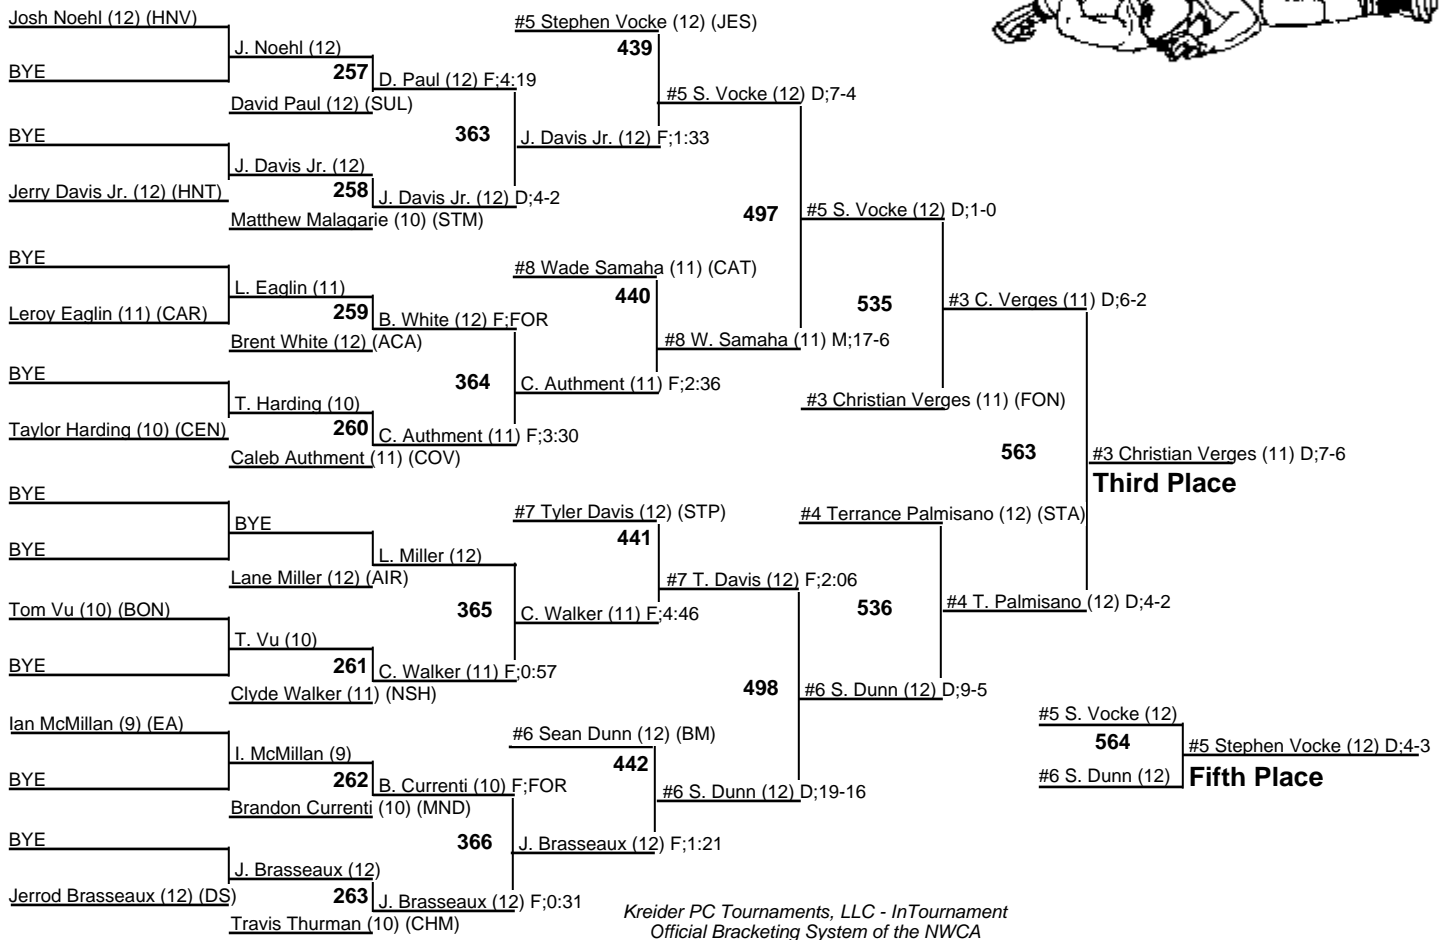 Josh Noehl (12) (HNV)
BYE
J. Noehl (12)
257
David Paul (12) (SUL)
D. Paul (12) F;4:19
BYE
Jerry Davis Jr. (12) (HNT)
J. Davis Jr. (12)
258
Matthew Malagarie (10) (STM)
J. Davis Jr. (12) D;4-2
363
J. Davis Jr. (12) F;1:33
#5 Stephen Vocke (12) (JES)
439
#5 S. Vocke (12) D;7-4
BYE
Leroy Eaglin (11) (CAR)
L. Eaglin (11)
259
Brent White (12) (ACA)
B. White (12) F;FOR
BYE
Taylor Harding (10) (CEN)
T. Harding (10)
260
Caleb Authment (11) (COV)
C. Authment (11) F;3:30
364
C. Authment (11) F;2:36
#8 Wade Samaha (11) (CAT)
440
#8 W. Samaha (11) M;17-6
497
#5 S. Vocke (12) D;1-0
535
#3 Christian Verges (11) (FON)
#3 C. Verges (11) D;6-2
BYE
BYE
BYE
Lane Miller (12) (AIR)
L. Miller (12)
Tom Vu (10) (BON)
BYE
T. Vu (10)
261
Clyde Walker (11) (NSH)
C. Walker (11) F;0:57
365
C. Walker (11) F;4:46
#7 Tyler Davis (12) (STP)
441
#7 T. Davis (12) F;2:06
Ian McMillan (9) (EA)
BYE
I. McMillan (9)
262
Brandon Currenti (10) (MND)
B. Currenti (10) F;FOR
BYE
Jerrod Brasseaux (12) (DS)
J. Brasseaux (12)
263
Travis Thurman (10) (CHM)
J. Brasseaux (12) F;0:31
366
J. Brasseaux (12) F;1:21
#6 Sean Dunn (12) (BM)
442
#6 S. Dunn (12) D;19-16
498
#6 S. Dunn (12) D;9-5
#4 Terrance Palmisano (12) (STA)
536
#4 T. Palmisano (12) D;4-2
563
#3 Christian Verges (11) D;7-6
Third Place
#5 S. Vocke (12)
564
#6 S. Dunn (12)
#5 Stephen Vocke (12) D;4-3
Fifth Place
Kreider PC Tournaments, LLC - InTournament
Official Bracketing System of the NWCA